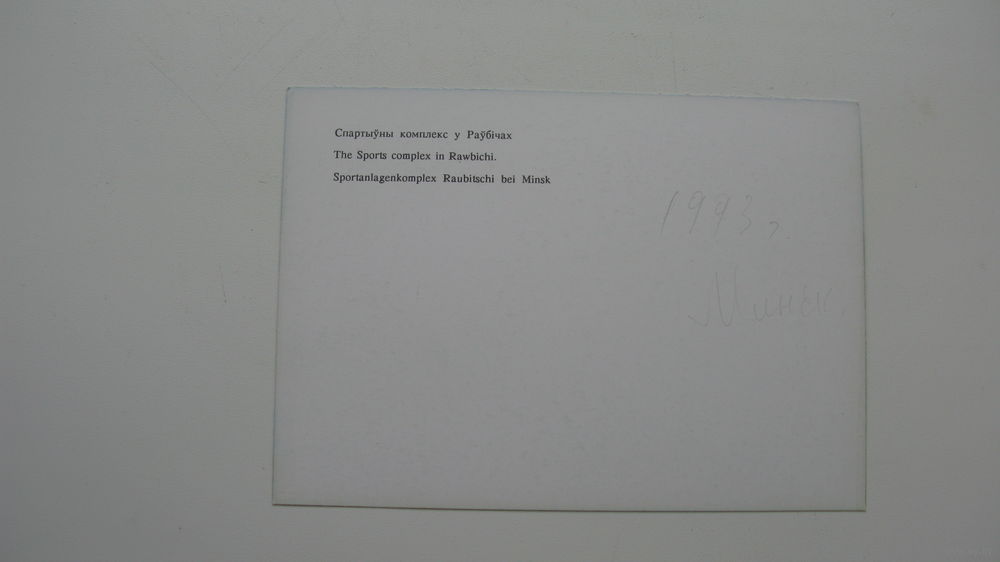 Спартыўны комплекс у Раўбічах
The Sports complex in Rawbichi.
Sportanlagenkomplex Raubitschi bei Minsk
1993 г.
Минск.